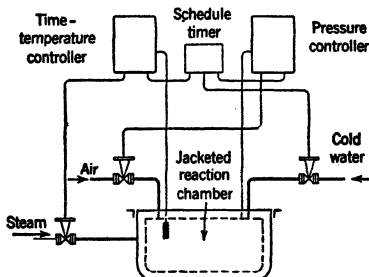 Time-
temperature
controller
Schedule
timer
Pressure
controller
Air
Jacketed
reaction
chamber
Cold
water
Steam